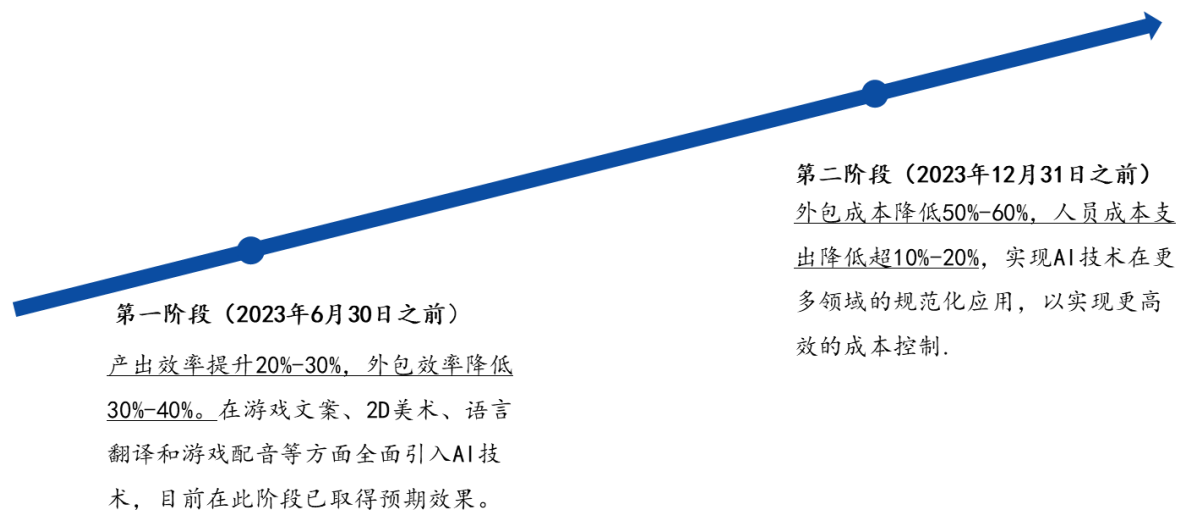 第一阶段（2023年6月30日之前）
产出效率提升20%-30%，外包效率降低
30%-40%。在游戏文案、2D美术、语言
翻译和游戏配音等方面全面引入AI技
术，目前在此阶段已取得预期效果。
第二阶段（2023年12月31日之前）
外包成本降低50%-60%，人员成本支
出降低超10%-20%，实现AI技术在更
多领域的规范化应用，以实现更高
效的成本控制.